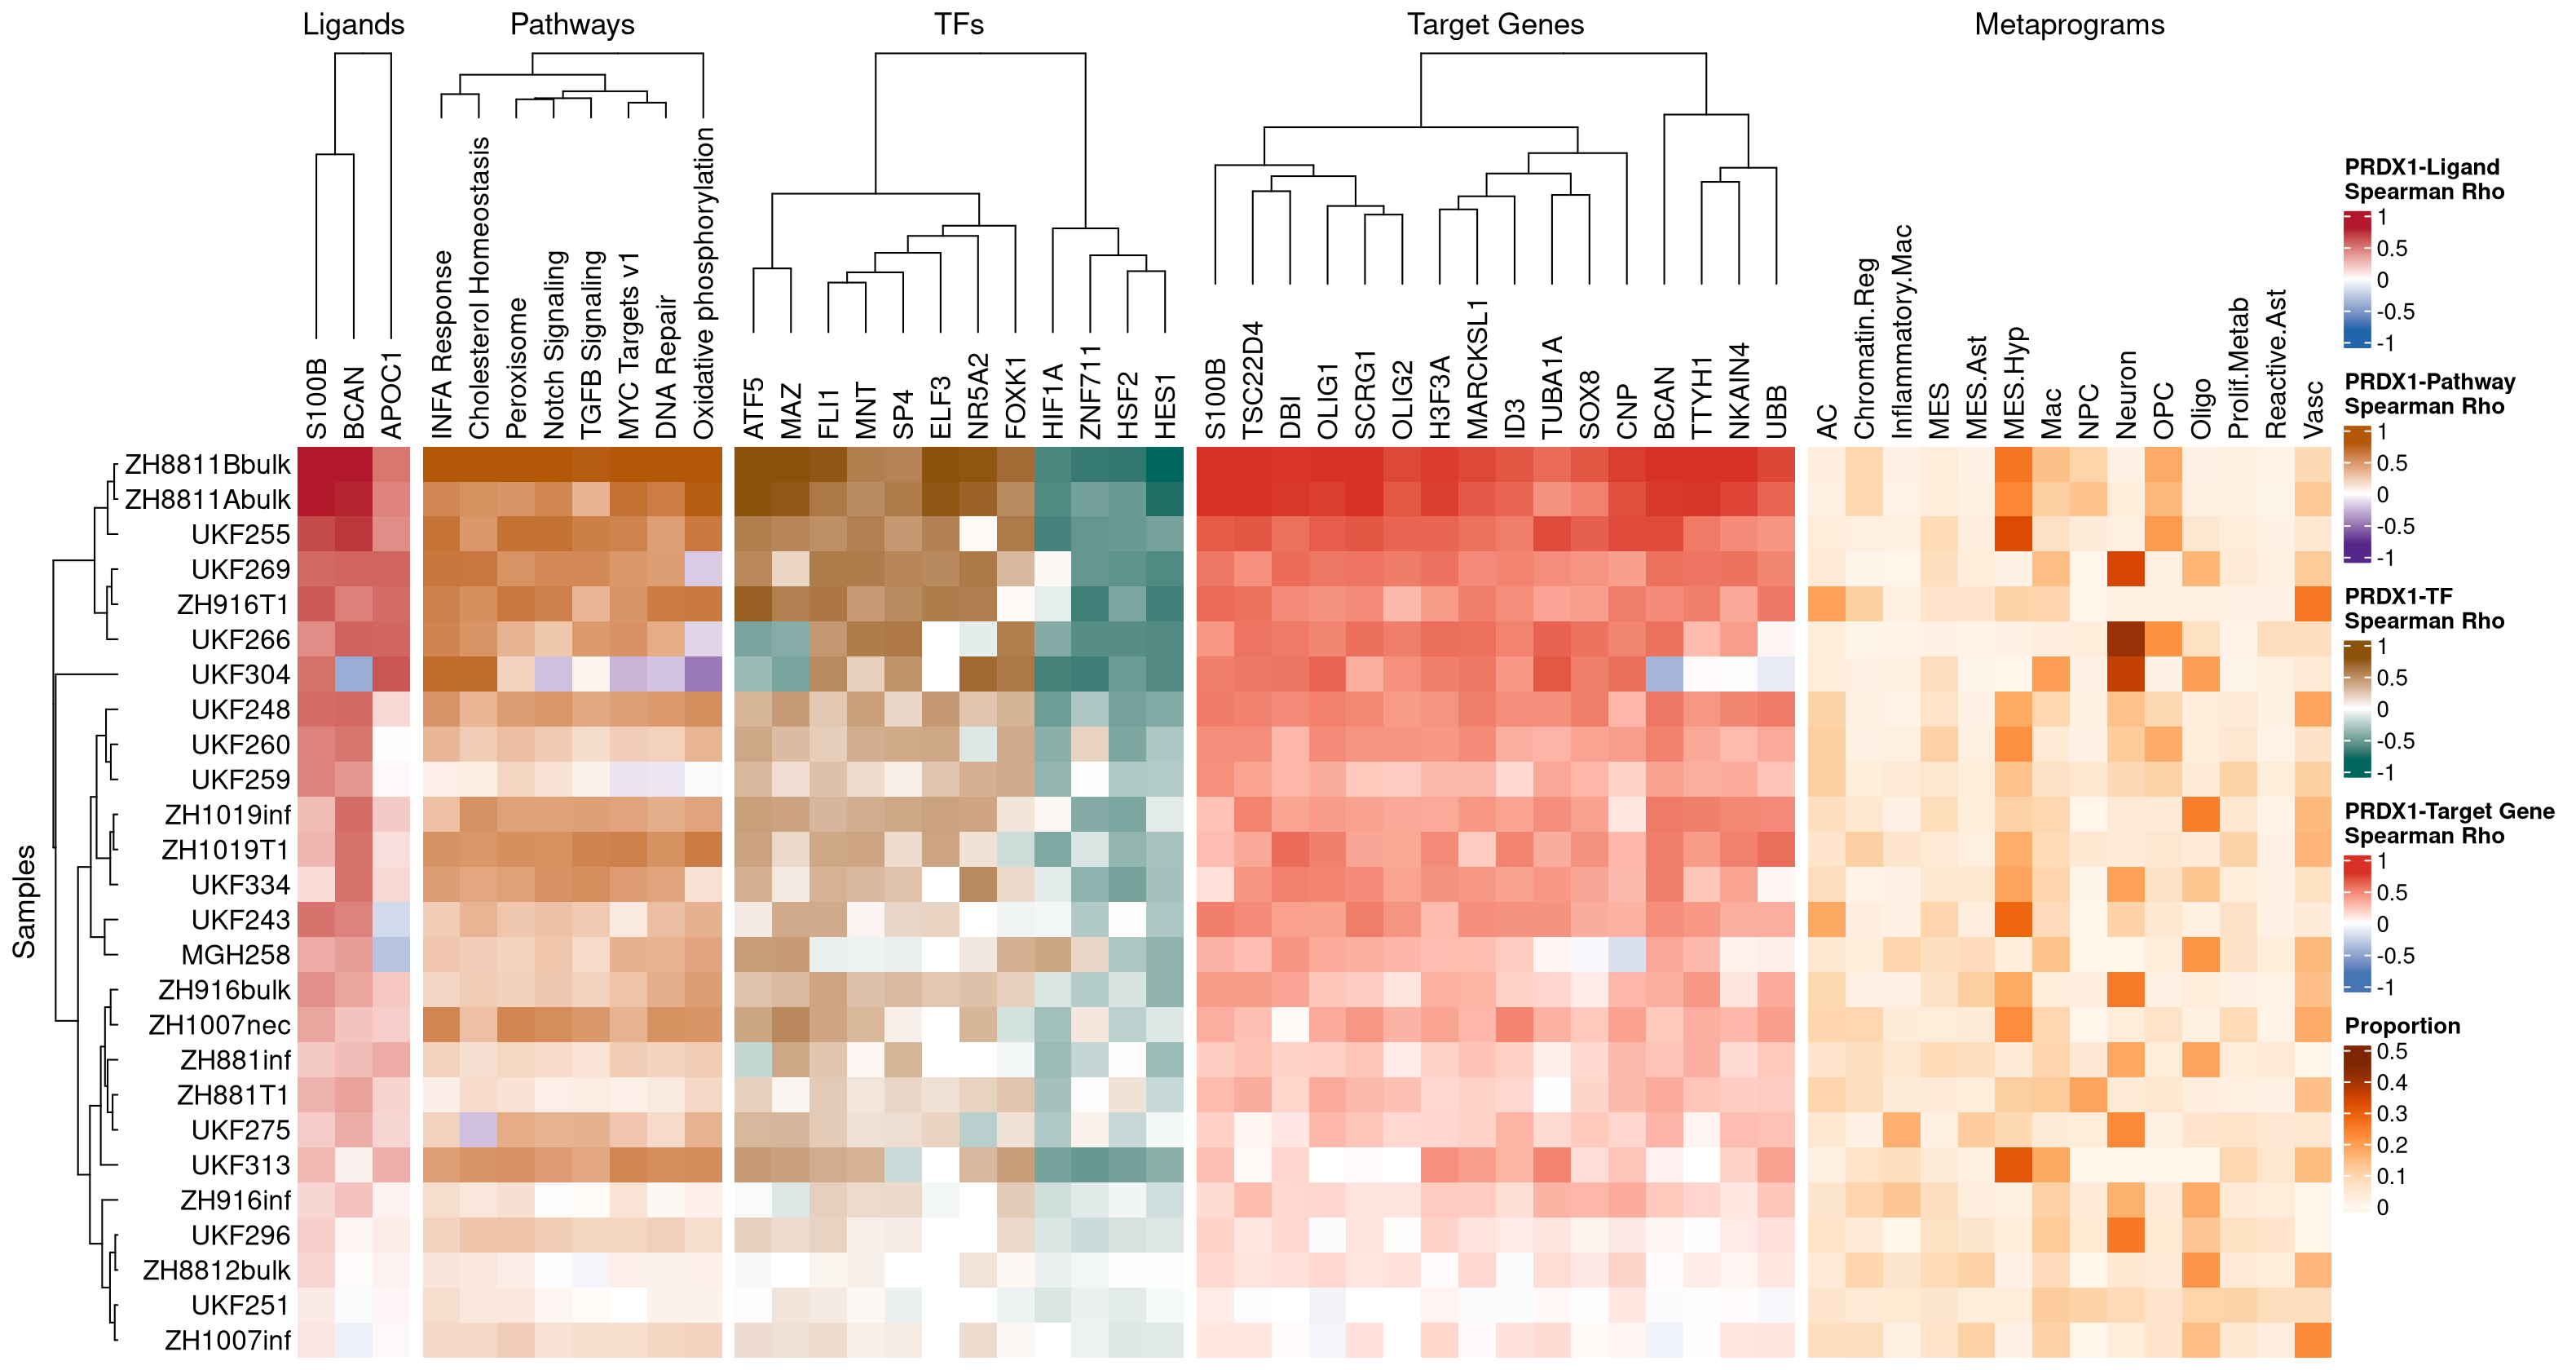 Ligands
Pathways
TFs
Target Genes
Metaprograms
S100B
BCAN
APOC1
INFA Response
Cholesterol Homeostasis
Peroxisome
Notch Signaling
TGFB Signaling
MYC Targets v1
DNA Repair
Oxidative phosphorylation
ATF5
MAZ
FLI1
MNT
SP4
ELF3
NR5A2
FOXK1
HIF1A
ZNF711
HSF2
HES1
S100B
TSC22D4
DBI
OLIG1
SCRG1
OLIG2
H3F3A
MARCKSL1
ID3
TUBA1A
SOX8
CNP
BCAN
TTYH1
NKAIN4
UBB
AC
Chromatin.Reg
Inflammatory.Mac
MES
MES.Ast
MES.Hyp
Mac
NPC
Neuron
OPC
Oligo
Prolif.Metab
Reactive.Ast
Vasc
Samples
ZH8811Bbulk
ZH8811Abulk
UKF255
UKF269
ZH916T1
UKF266
UKF304
UKF248
UKF260
UKF259
ZH1019inf
ZH1019T1
UKF334
UKF243
MGH258
ZH916bulk
ZH1007nec
ZH881inf
ZH881T1
UKF275
UKF313
ZH916inf
UKF296
ZH8812bulk
UKF251
ZH1007inf
PRDX1-Ligand
Spearman Rho
1
0.5
0
-0.5
-1
PRDX1-Pathway
Spearman Rho
1
0.5
0
-0.5
-1
PRDX1-TF
Spearman Rho
1
0.5
0
-0.5
-1
PRDX1-Target Gene
Spearman Rho
1
0.5
0
-0.5
-1
Proportion
0.5
0.4
0.3
0.2
0.1
0